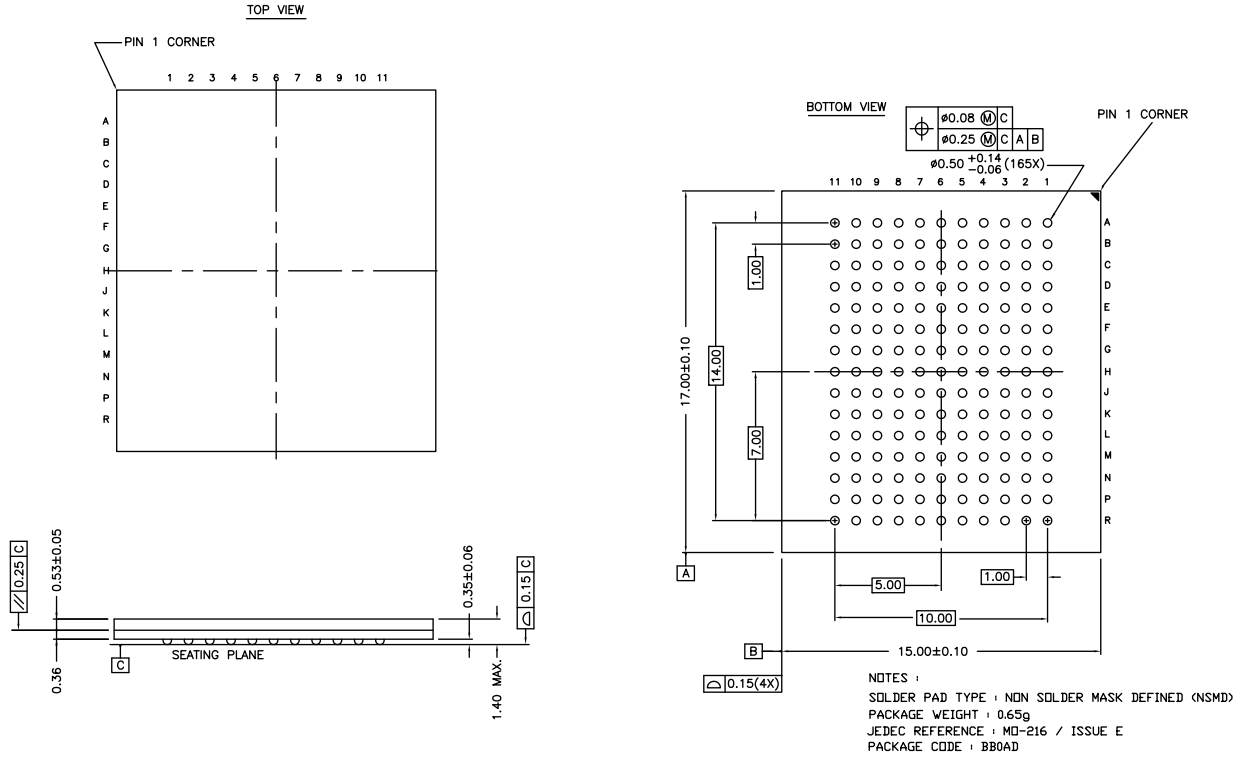 TOP VIEW
PIN 1 CORNER
1 2 3 4 5 6 7 8 9 10 11
A
B
C
D
E
F
G
H
J
K
L
M
N
P
R
BOTTOM VIEW
PIN 1 CORNER
ø0.08 Ⓜ C
ø0.25 Ⓜ C A B
ø0.50 +0.14 -0.06 (165X)
11 10 9 8 7 6 5 4 3 2 1
A
B
C
D
E
F
G
H
J
K
L
M
N
P
R
1.00
14.00
17.00±0.10
7.00
A
5.00
1.00
10.00
B
15.00±0.10
0.15(4X)
0.25 C
0.53±0.05
0.36
C
SEATING PLANE
0.35±0.06
1.40 MAX.
0.15 C
NOTES :
SOLDER PAD TYPE : NON SOLDER MASK DEFINED (NSMD)
PACKAGE WEIGHT : 0.65g
JEDEC REFERENCE : MO-216 / ISSUE E
PACKAGE CODE : BB0AD